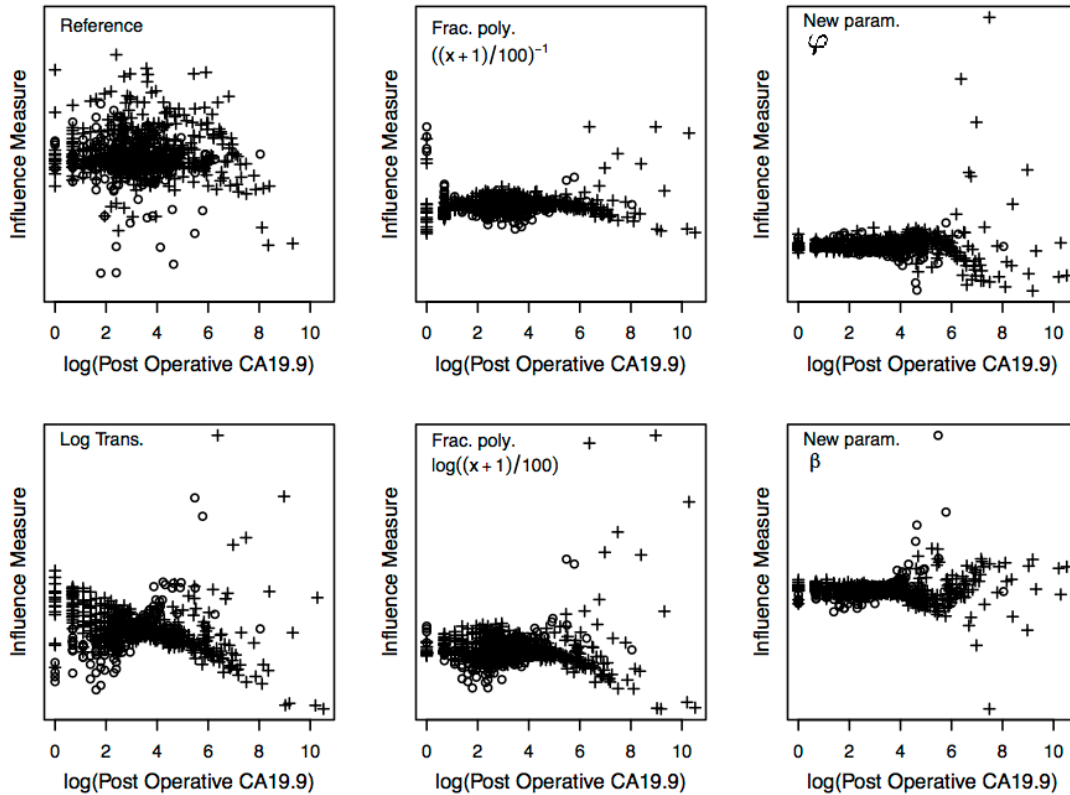 Reference
Influence Measure
0 2 4 6 8 10
log(Post Operative CA19.9)
Frac. poly.
((x + 1)/100)⁻¹
Influence Measure
0 2 4 6 8 10
log(Post Operative CA19.9)
New param.
φ
Influence Measure
0 2 4 6 8 10
log(Post Operative CA19.9)
Log Trans.
Influence Measure
0 2 4 6 8 10
log(Post Operative CA19.9)
Frac. poly.
log((x + 1)/100)
Influence Measure
0 2 4 6 8 10
log(Post Operative CA19.9)
New param.
β
Influence Measure
0 2 4 6 8 10
log(Post Operative CA19.9)